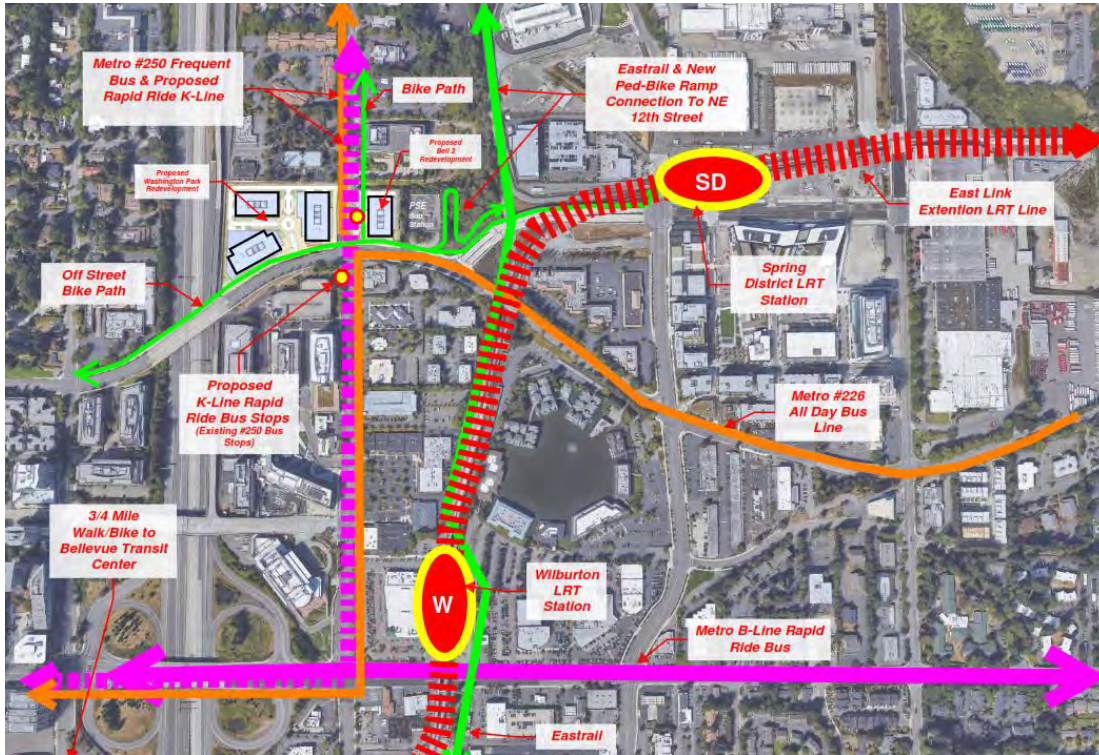 Metro #250 Frequent
Bus & Proposed
Rapid Ride K-Line
Bike Path
Eastrail & New
Ped-Bike Ramp
Connection To NE
12th Street
Proposed
Washington Park
Redevelopment
Proposed
Bell 3
Redevelopment
PSE
Sub
Station
SD
East Link
Extention LRT Line
Off Street
Bike Path
Spring
District LRT
Station
Proposed
K-Line Rapid
Ride Bus Stops
(Existing #250 Bus
Stops)
Metro #226
All Day Bus
Line
3/4 Mile
Walk/Bike to
Bellevue Transit
Center
W
Wilburton
LRT
Station
Metro B-Line Rapid
Ride Bus
Eastrail